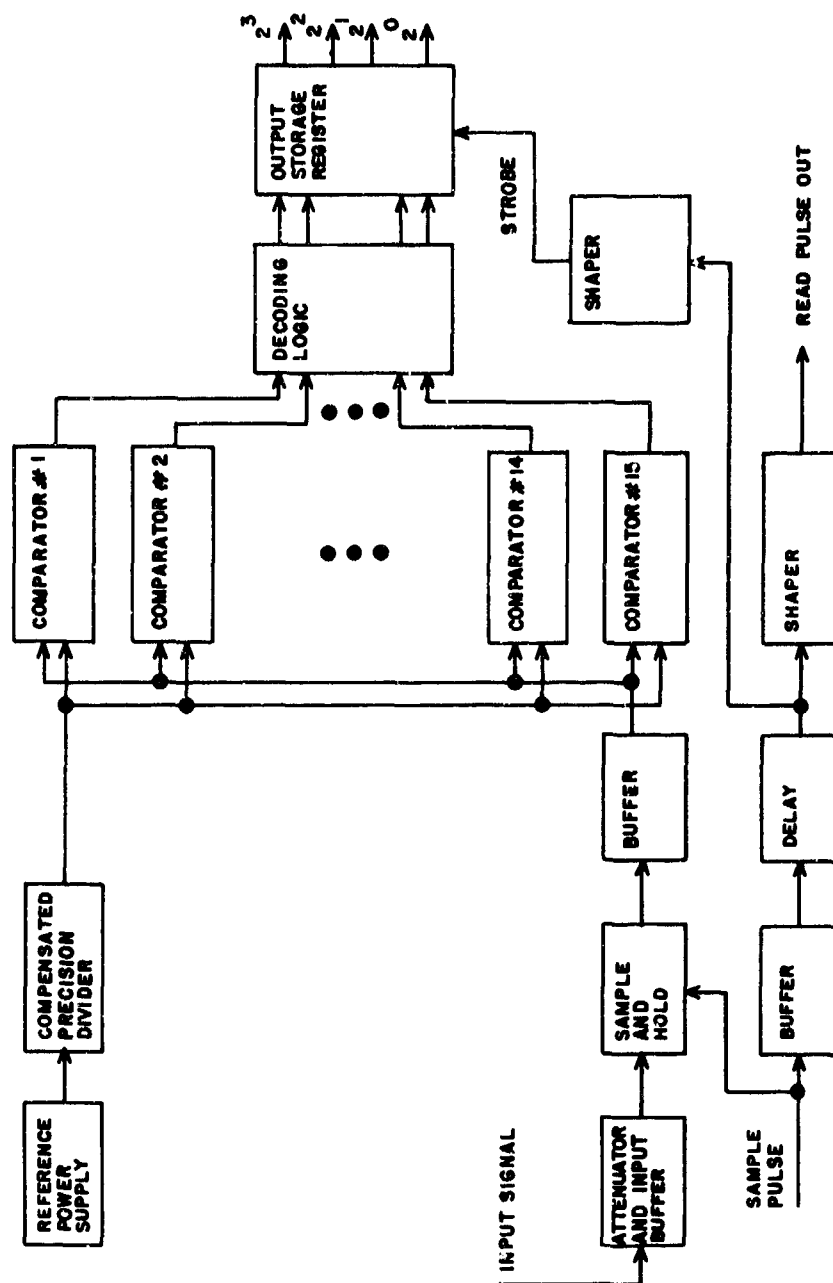 REFERENCE
POWER
SUPPLY
COMPENSATED
PRECISION
DIVIDER
COMPARATOR #1
COMPARATOR #2
COMPARATOR #14
COMPARATOR #15
DECODING
LOGIC
OUTPUT
STORAGE
REGISTER
2³
2²
2¹
2⁰
INPUT SIGNAL
ATTENUATOR
AND INPUT
BUFFER
SAMPLE
AND
HOLD
BUFFER
STROBE
SHAPER
SAMPLE
PULSE
BUFFER
DELAY
SHAPER
READ PULSE OUT